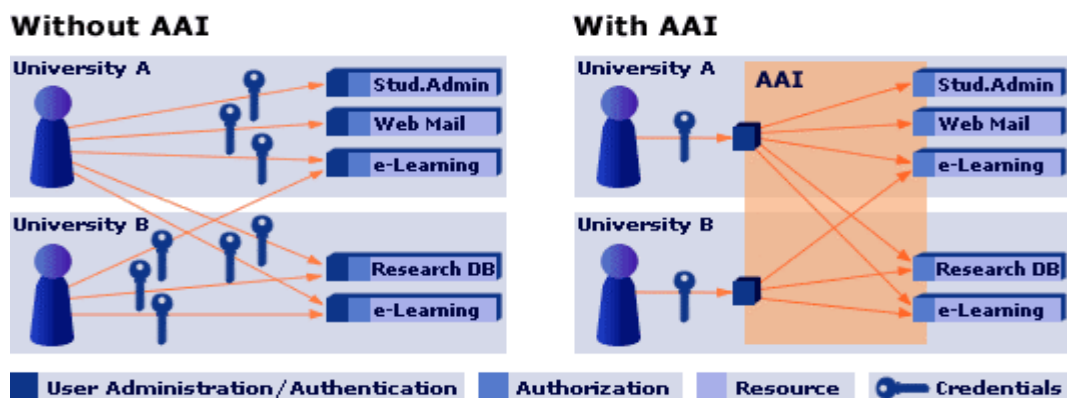 Without AAI
University A
Stud.Admin
Web Mail
e-Learning
University B
Research DB
e-Learning
With AAI
University A
AAI
Stud.Admin
Web Mail
e-Learning
University B
Research DB
e-Learning
User Administration/Authentication Authorization Resource Credentials